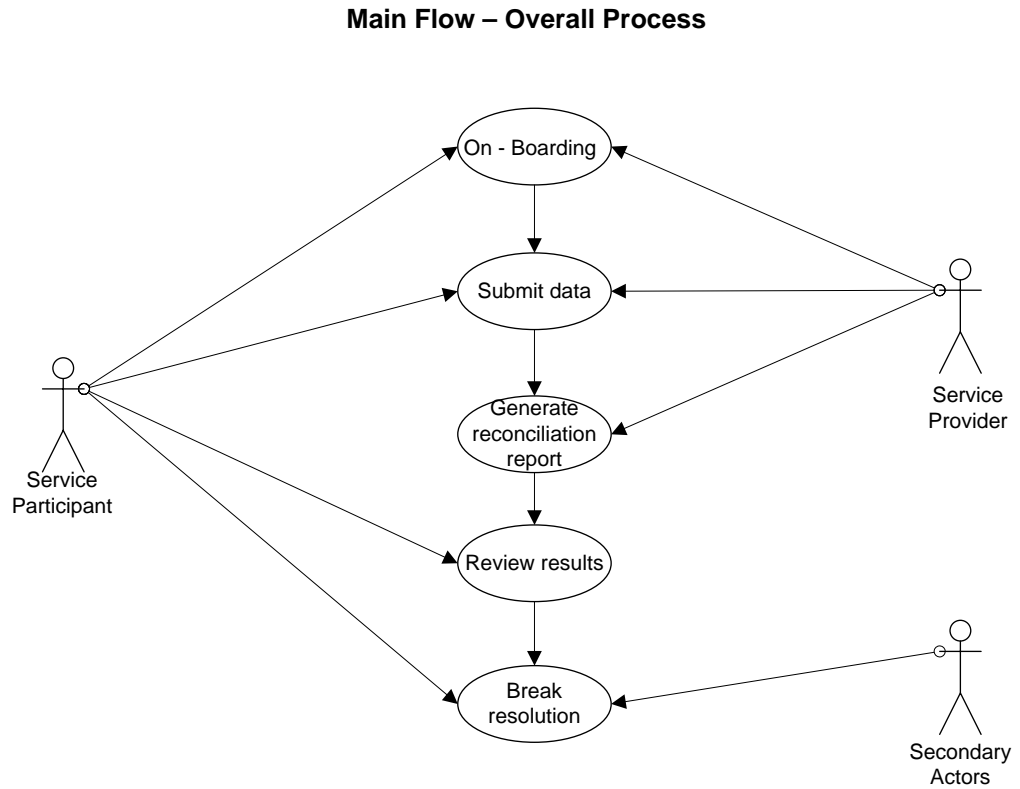 Main Flow – Overall Process
On - Boarding
Submit data
Service
Provider
Generate
reconciliation
report
Service
Participant
Review results
Break
resolution
Secondary
Actors